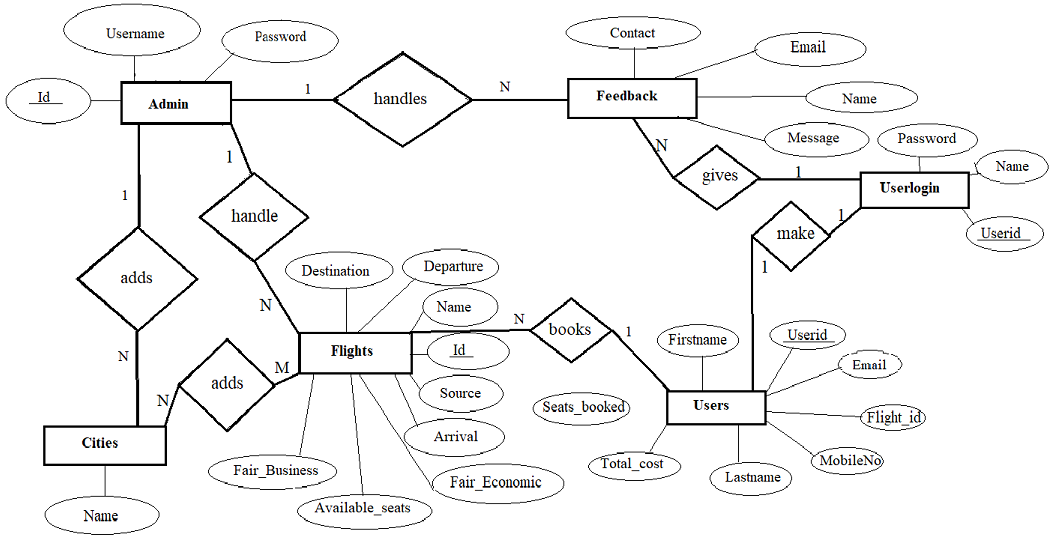 Username
Password
Id
Admin
1
handles
N
Contact
Email
Feedback
Name
Message
Password
Name
Userlogin
Userid
N
gives
1
1
handle
N
1
adds
N
make
1
1
Destination
Departure
Name
Flights
Id
Source
Arrival
Fair_Economic
Available_seats
Fair_Business
N
books
1
M
adds
N
Cities
Name
Firstname
Userid
Email
Users
Flight_id
MobileNo
Lastname
Total_cost
Seats_booked